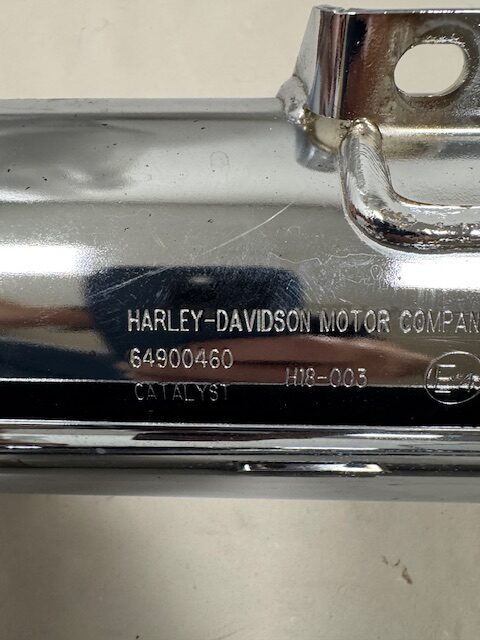 HARLEY-DAVIDSON MOTOR COMPAN
64900460 H18-003
CATALYST E